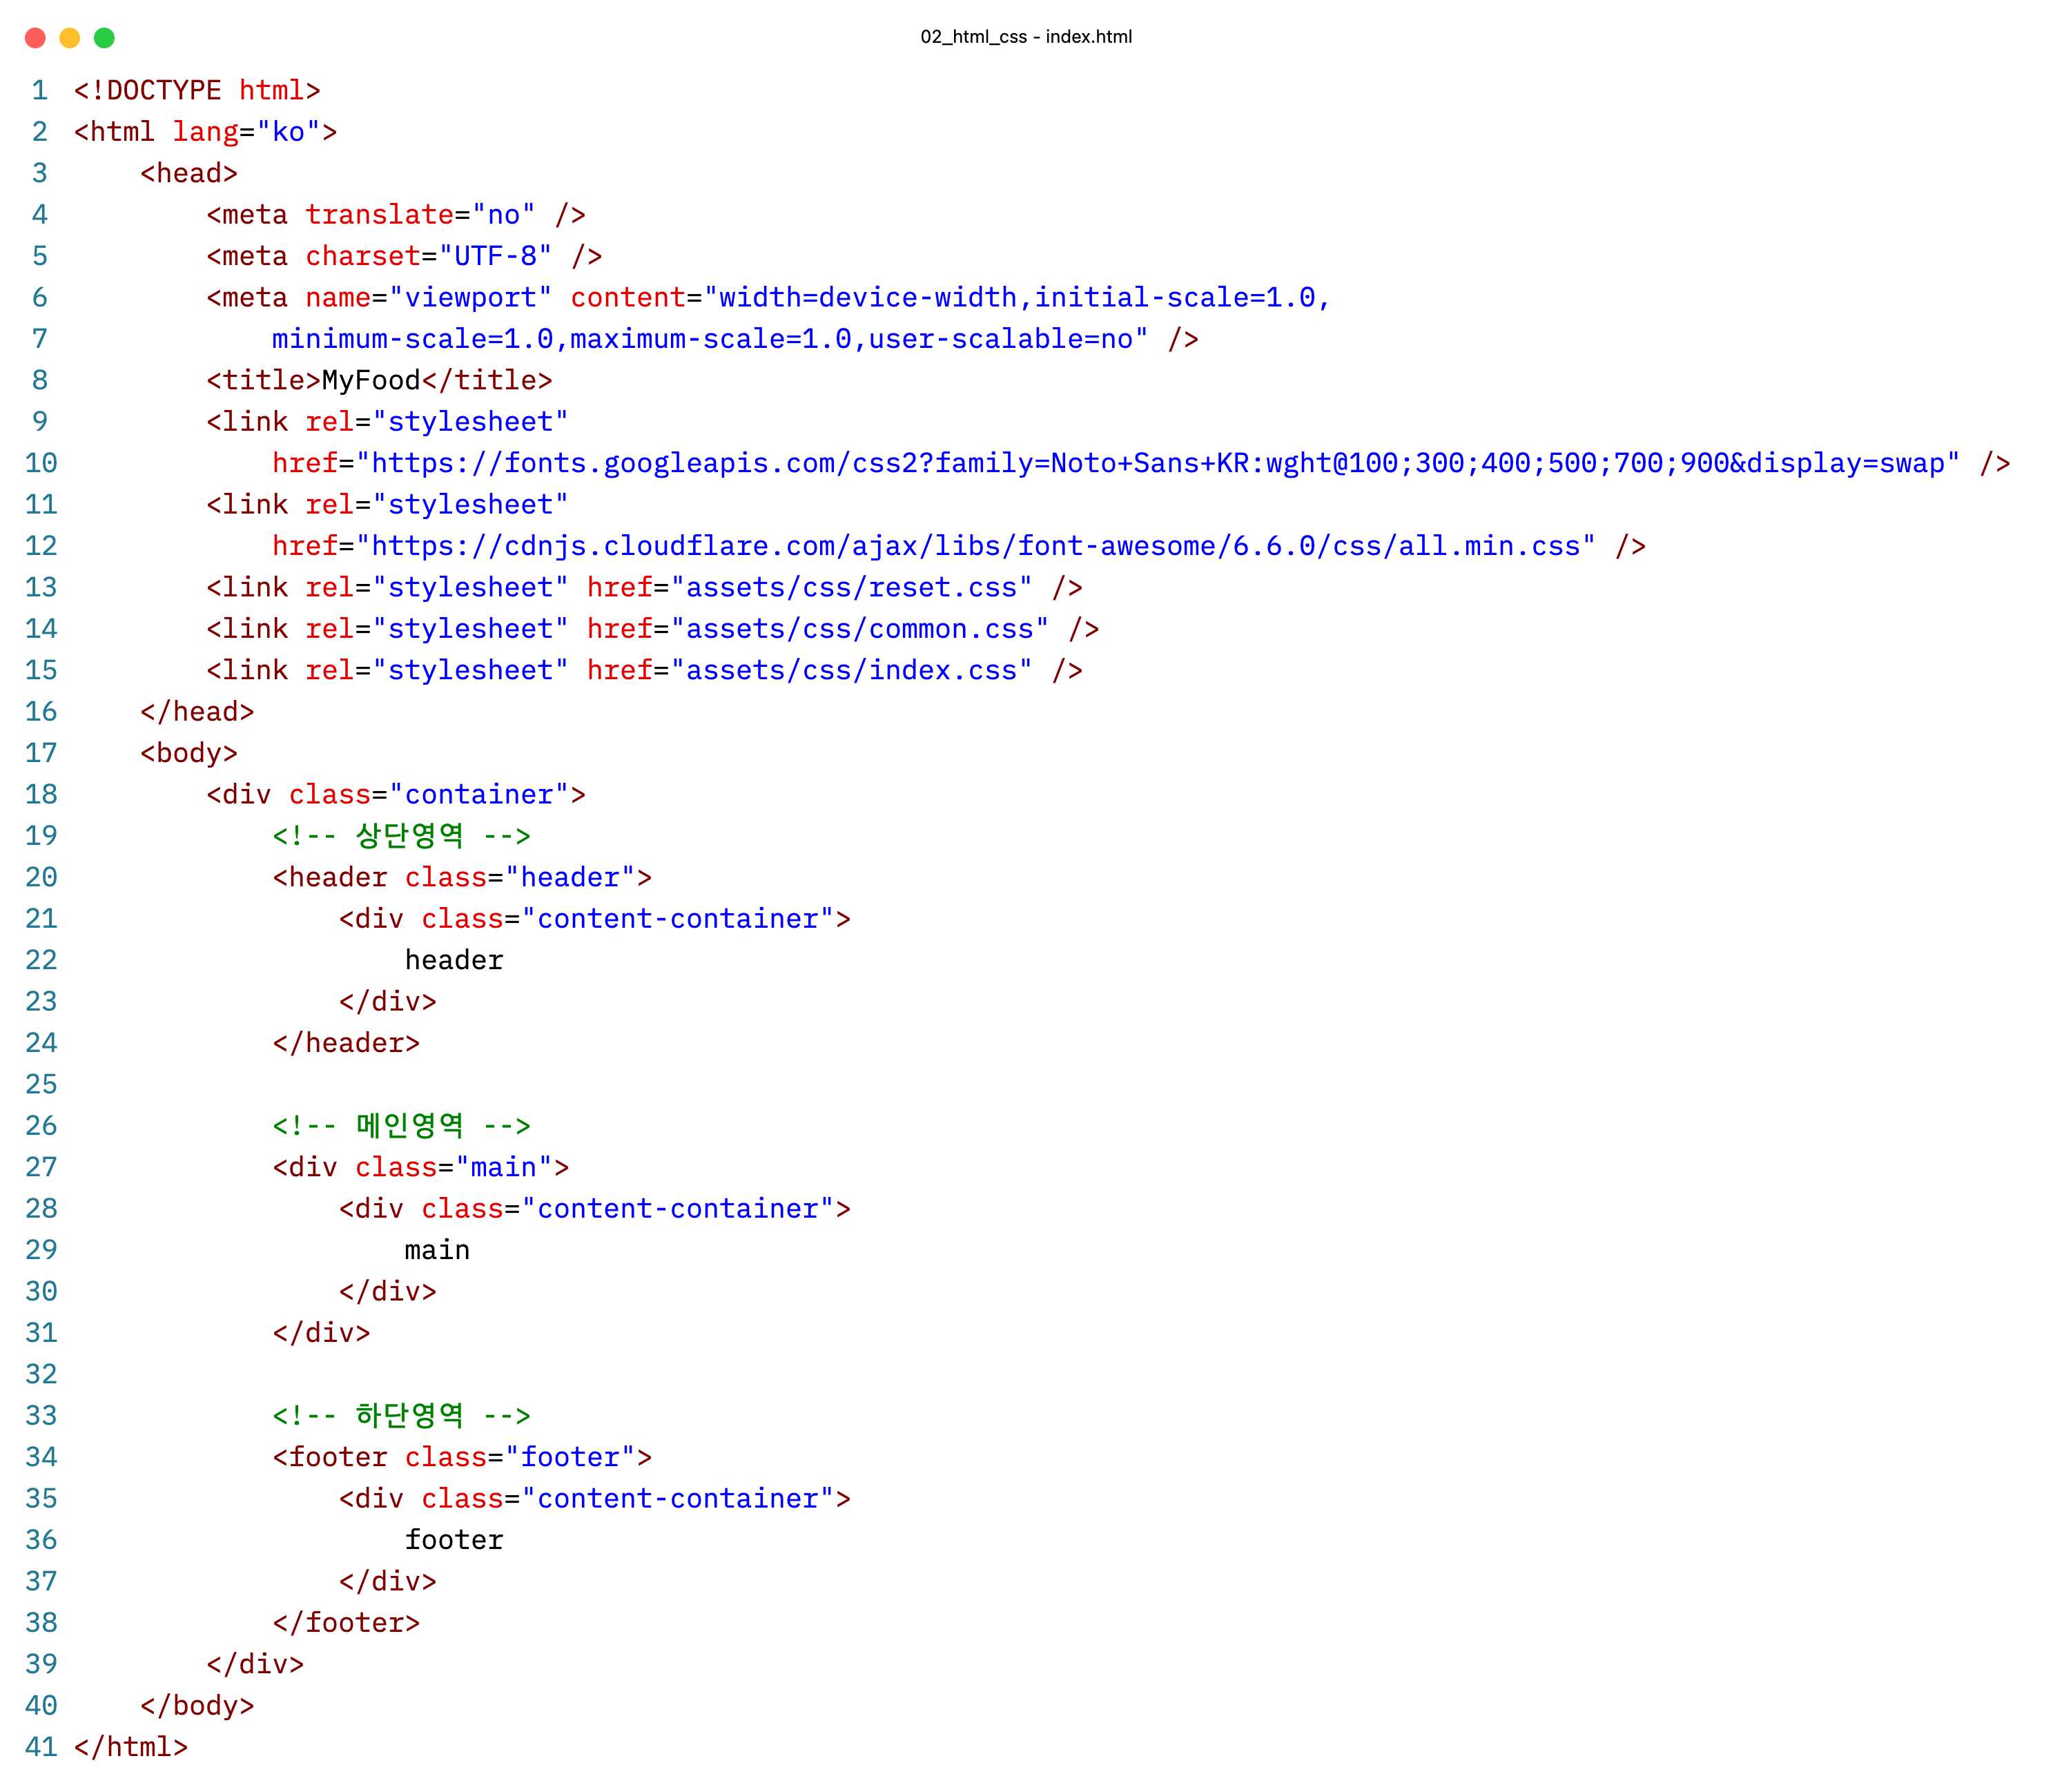 02_html_css - index.html
1 <!DOCTYPE html>
2 <html lang="ko">
3     <head>
4         <meta translate="no" />
5         <meta charset="UTF-8" />
6         <meta name="viewport" content="width=device-width,initial-scale=1.0,
7             minimum-scale=1.0,maximum-scale=1.0,user-scalable=no" />
8         <title>MyFood</title>
9         <link rel="stylesheet"
10             href="https://fonts.googleapis.com/css2?family=Noto+Sans+KR:wght@100;300;400;500;700;900&display=swap" />
11         <link rel="stylesheet"
12             href="https://cdnjs.cloudflare.com/ajax/libs/font-awesome/6.6.0/css/all.min.css" />
13         <link rel="stylesheet" href="assets/css/reset.css" />
14         <link rel="stylesheet" href="assets/css/common.css" />
15         <link rel="stylesheet" href="assets/css/index.css" />
16     </head>
17     <body>
18         <div class="container">
19             <!-- 상단영역 -->
20             <header class="header">
21                 <div class="content-container">
22                     header
23                 </div>
24             </header>
25
26             <!-- 메인영역 -->
27             <div class="main">
28                 <div class="content-container">
29                     main
30                 </div>
31             </div>
32
33             <!-- 하단영역 -->
34             <footer class="footer">
35                 <div class="content-container">
36                     footer
37                 </div>
38             </footer>
39         </div>
40     </body>
41 </html>